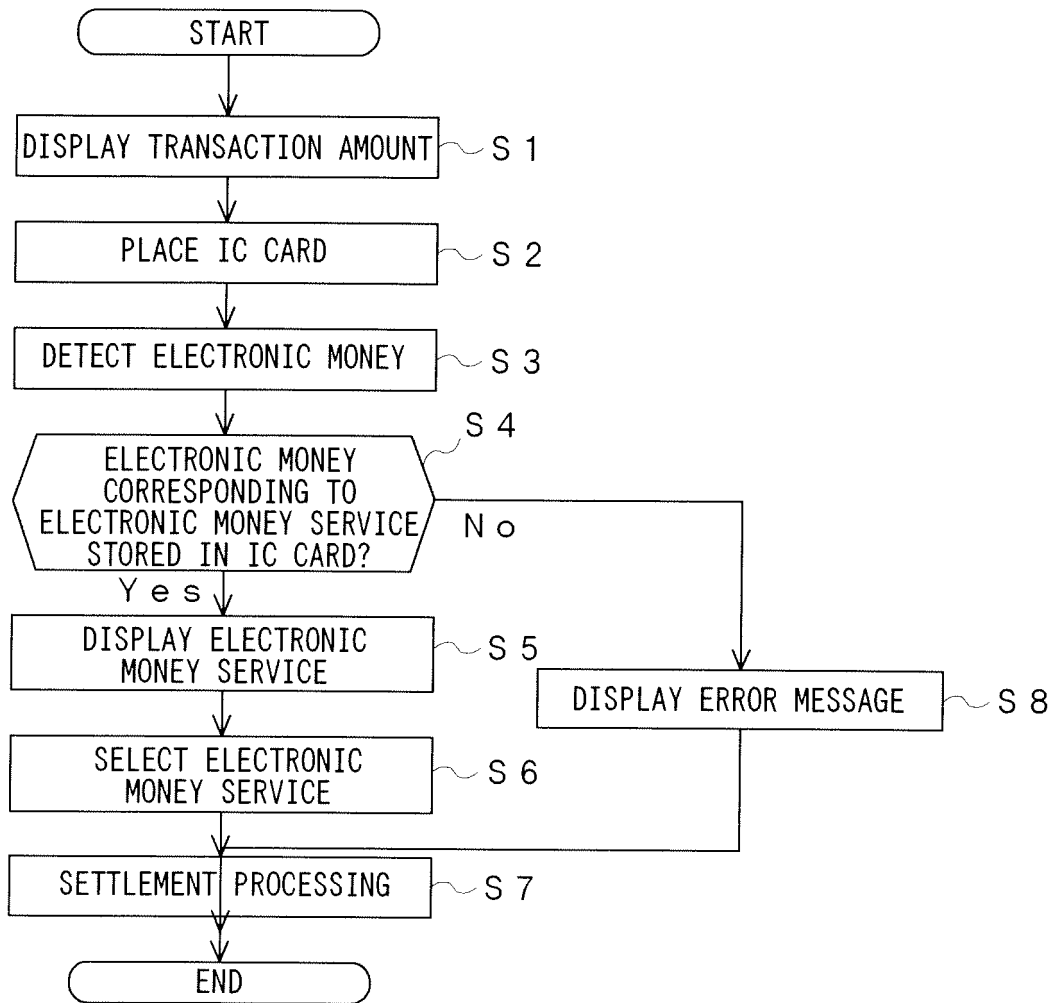 START
DISPLAY TRANSACTION AMOUNT
S 1
PLACE IC CARD
S 2
DETECT ELECTRONIC MONEY
S 3
S 4
ELECTRONIC MONEY
CORRESPONDING TO
ELECTRONIC MONEY SERVICE
STORED IN IC CARD?
No
Yes
DISPLAY ELECTRONIC
MONEY SERVICE
S 5
DISPLAY ERROR MESSAGE
S 8
SELECT ELECTRONIC
MONEY SERVICE
S 6
SETTLEMENT PROCESSING
S 7
END